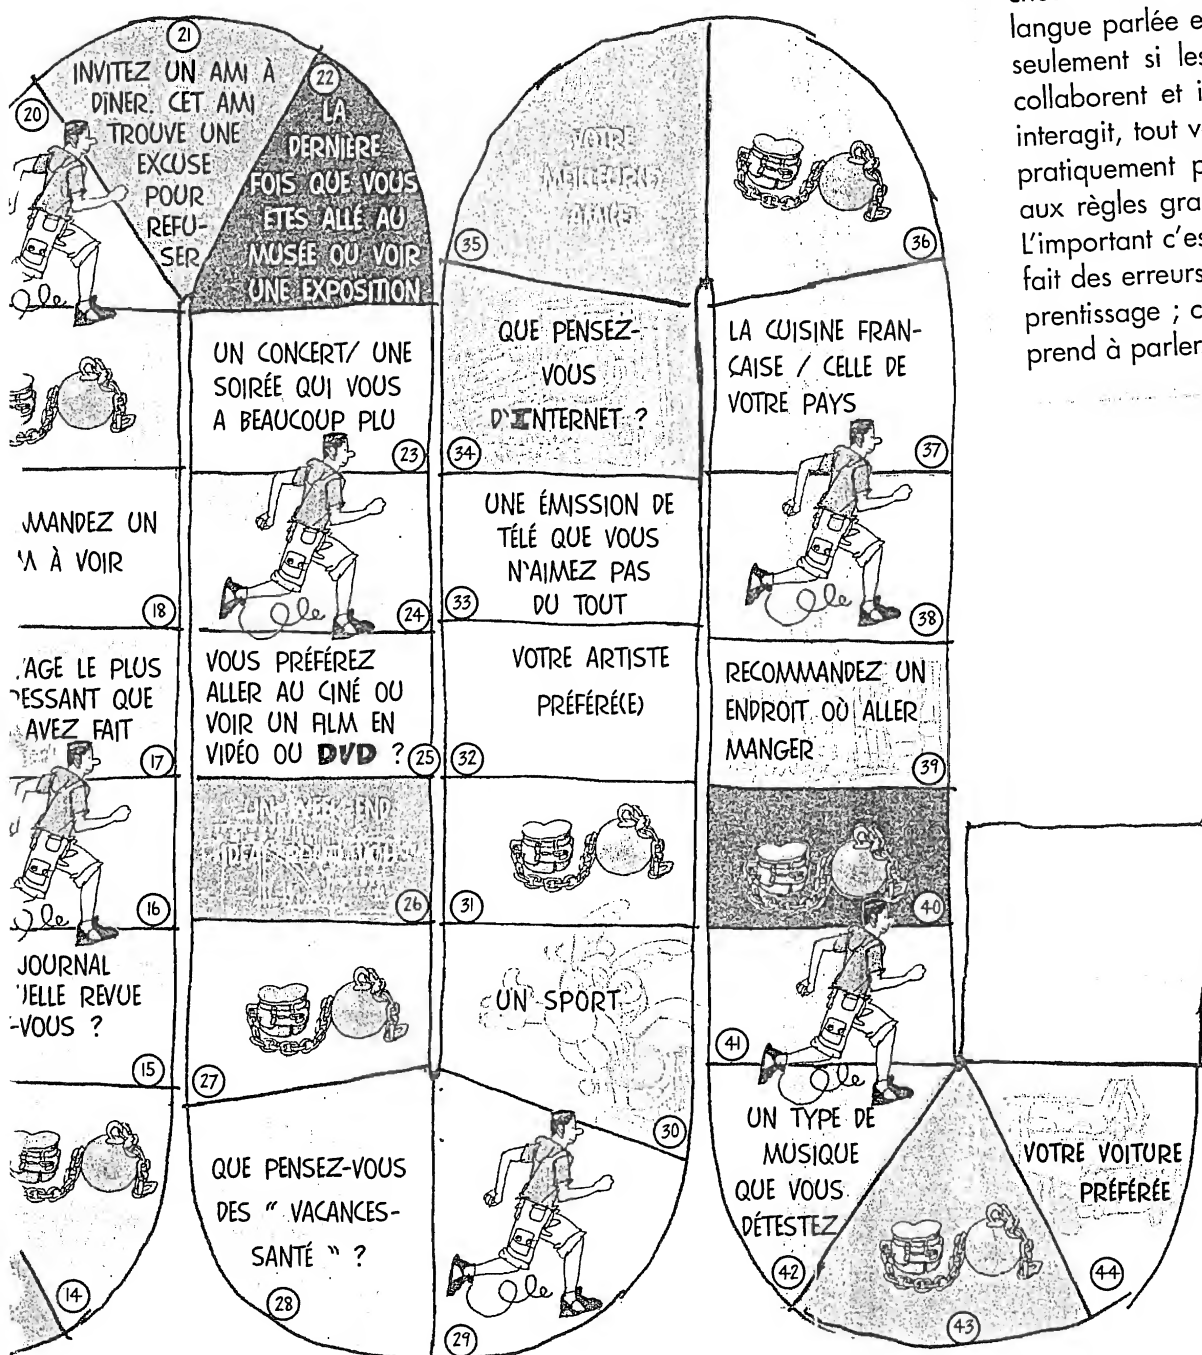 langue parlée e
seulement si les
collaborent et i
interagit, tout v
pratiquement p
aux règles gra
L'important c'es
fait des erreurs
prentissage ; c
prend à parler
20
21
INVITEZ UN AMI À
DÎNER. CET AMI
TROUVE UNE
EXCUSE
POUR
REFU-
SER
22
LA
DERNIÈRE
FOIS QUE VOUS
ETES ALLÉ AU
MUSÉE OU VOIR
UNE EXPOSITION
UN CONCERT/ UNE
SOIRÉE QUI VOUS
A BEAUCOUP PLU
23
24
VOUS PRÉFÉREZ
ALLER AU CINÉ OU
VOIR UN FILM EN
VIDÉO OU DVD ?
25
UN WEEK-END
26
27
QUE PENSEZ-VOUS
DES " VACANCES-
SANTÉ " ?
28
29
UN SPORT
30
31
VOTRE ARTISTE
PRÉFÉRÉ(E)
32
UNE ÉMISSION DE
TÉLÉ QUE VOUS
N'AIMEZ PAS
DU TOUT
33
QUE PENSEZ-
VOUS
D'INTERNET ?
34
VOTRE
MEILLEUR(E)
AMI(E)
35
36
LA CUISINE FRAN-
ÇAISE / CELLE DE
VOTRE PAYS
37
38
RECOMMANDEZ UN
ENDROIT OÙ ALLER
MANGER
39
40
41
UN TYPE DE
MUSIQUE
QUE VOUS
DÉTESTEZ
42
43
VOTRE VOITURE
PRÉFÉRÉE
44
MANDEZ UN
M À VOIR
18
AGE LE PLUS
ESSANT QUE
AVEZ FAIT
17
16
JOURNAL
ELLE REVUE
-VOUS ?
15
14